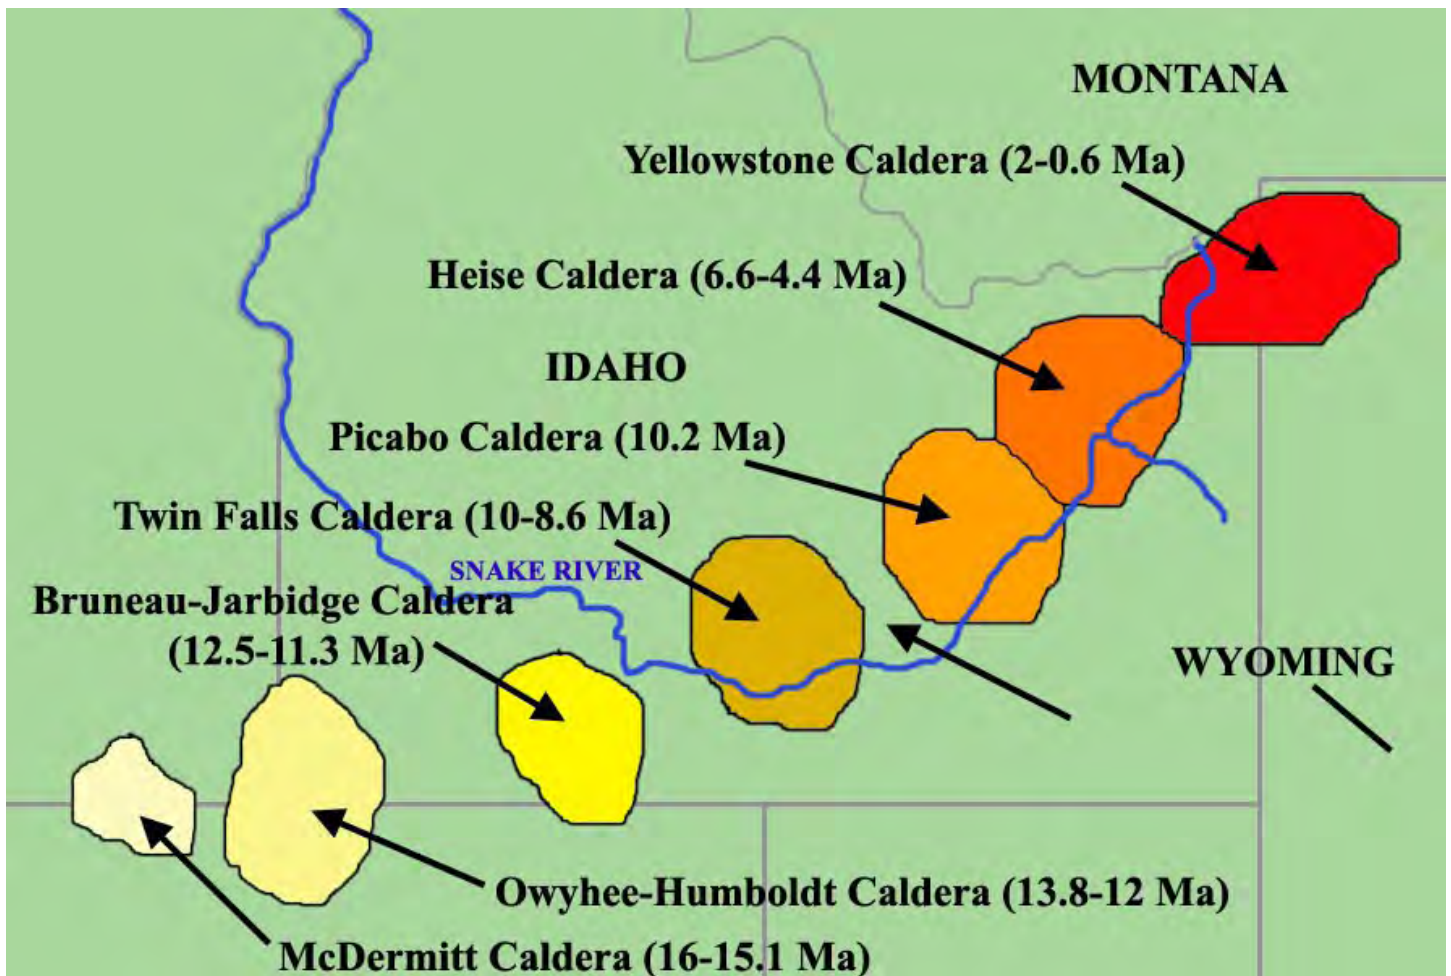 MONTANA
Yellowstone Caldera (2-0.6 Ma)
Heise Caldera (6.6-4.4 Ma)
IDAHO
Picabo Caldera (10.2 Ma)
Twin Falls Caldera (10-8.6 Ma)
SNAKE RIVER
Bruneau-Jarbidge Caldera
(12.5-11.3 Ma)
WYOMING
Owyhee-Humboldt Caldera (13.8-12 Ma)
McDermitt Caldera (16-15.1 Ma)